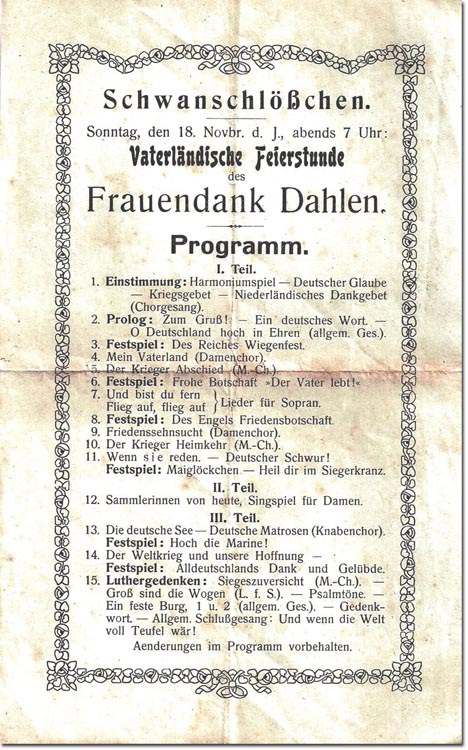 Schwanschlößchen.
Sonntag, den 18. Novbr. d. J., abends 7 Uhr:
Vaterländische Feierstunde
des
Frauendank Dahlen.
Programm.
I. Teil.
1. Einstimmung: Harmoniumspiel — Deutscher Glaube
— Kriegsgebet — Niederländisches Dankgebet
(Chorgesang).
2. Prolog: Zum Gruß! — Ein deutsches Wort. —
O Deutschland hoch in Ehren (allgem. Ges.).
3. Festspiel: Des Reiches Wiegenfest.
4. Mein Vaterland (Damenchor).
5. Der Krieger Abschied (M.-Ch.)
6. Festspiel: Frohe Botschaft »Der Vater lebt!«
7. Und bist du fern
Flieg auf, flieg auf } Lieder für Sopran.
8. Festspiel: Des Engels Friedensbotschaft.
9. Friedenssehnsucht (Damenchor).
10. Der Krieger Heimkehr (M.-Ch.)
11. Wenn sie reden. — Deutscher Schwur!
Festspiel: Maiglöckchen — Heil dir im Siegerkranz.
II. Teil.
12. Sammlerinnen von heute, Singspiel für Damen.
III. Teil.
13. Die deutsche See — Deutsche Matrosen (Knabenchor).
Festspiel: Hoch die Marine!
14. Der Weltkrieg und unsere Hoffnung —
Festspiel: Alldeutschlands Dank und Gelübde.
15. Luthergedenken: Siegeszuversicht (M.-Ch.). —
Groß sind die Wogen (L. f. S.). — Psalmtöne. —
Ein feste Burg, 1 u. 2 (allgem. Ges.). — Gedenk-
wort. — Allgem. Schlußgesang: Und wenn die Welt
voll Teufel wär!
Aenderungen im Programm vorbehalten.